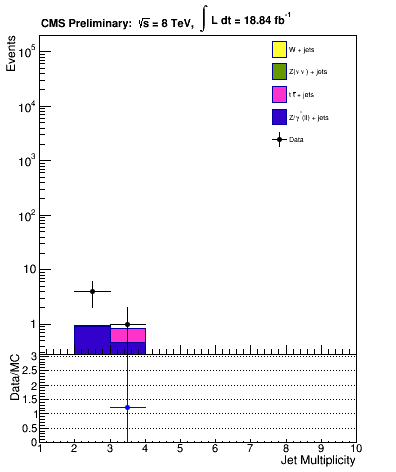 CMS Preliminary: √s = 8 TeV, ∫ L dt = 18.84 fb⁻¹
Events
10⁵
10⁴
10³
10²
10
1
W + jets
Z(νν) + jets
t t̄ + jets
Z/γ*(ll) + jets
Data
Data/MC
3
2.5
2
1.5
1
0.5
0
1 2 3 4 5 6 7 8 9 10
Jet Multiplicity